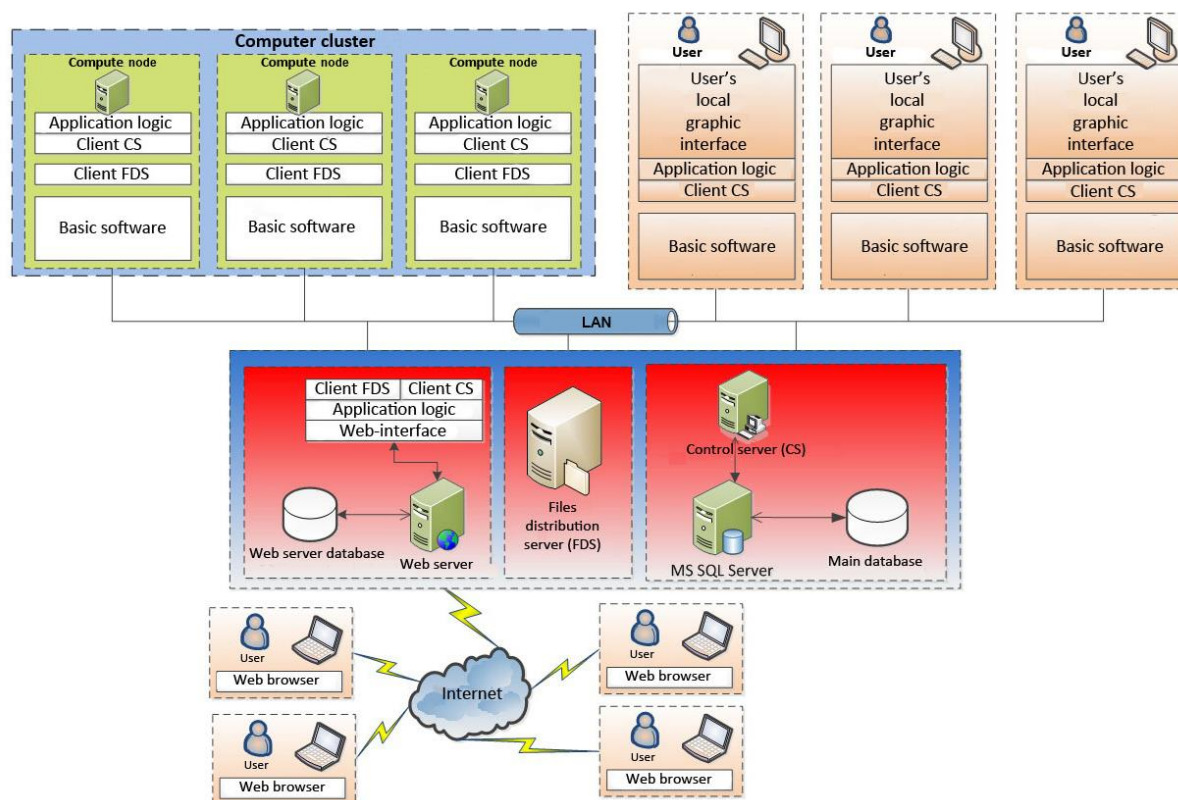 Computer cluster
Compute node
Application logic
Client CS
Client FDS
Basic software
Compute node
Application logic
Client CS
Client FDS
Basic software
Compute node
Application logic
Client CS
Client FDS
Basic software
User
User's
local
graphic
interface
Application logic
Client CS
Basic software
User
User's
local
graphic
interface
Application logic
Client CS
Basic software
User
User's
local
graphic
interface
Application logic
Client CS
Basic software
LAN
Client FDS
Client CS
Application logic
Web-interface
Web server database
Web server
Files
distribution
server (FDS)
Control server (CS)
MS SQL Server
Main database
User
Web browser
User
Web browser
Internet
User
Web browser
User
Web browser